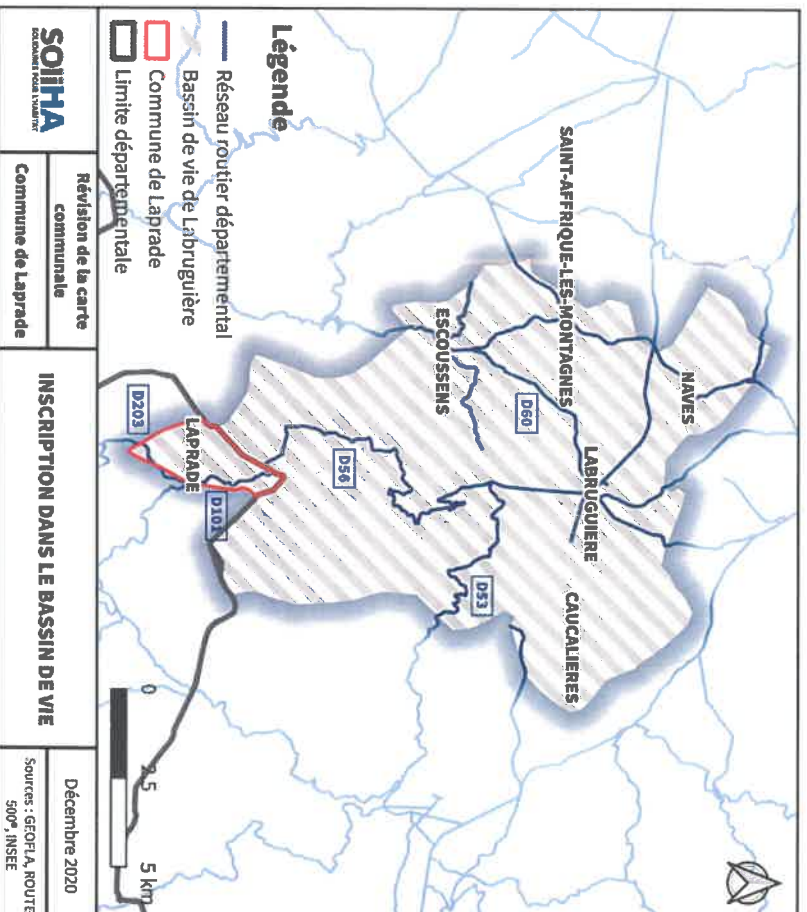 NAVES
SAINT-AFFRIQUE-LES-MONTAGNES
LABRUGUIERE
CAUCALIERES
D60
ESCOUSSENS
D53
D56
LAPRADE
D101
D203
Légende
Réseau routier départemental
Bassin de vie de Labruguière
Commune de Laprade
Limite départementale
0
2,5
5 km
SOliHA
SOLIDAIRES POUR L'HABITAT
Révision de la carte
communale
Commune de Laprade
INSCRIPTION DANS LE BASSIN DE VIE
Décembre 2020
Sources : GEOFLA, ROUTE
500®, INSEE